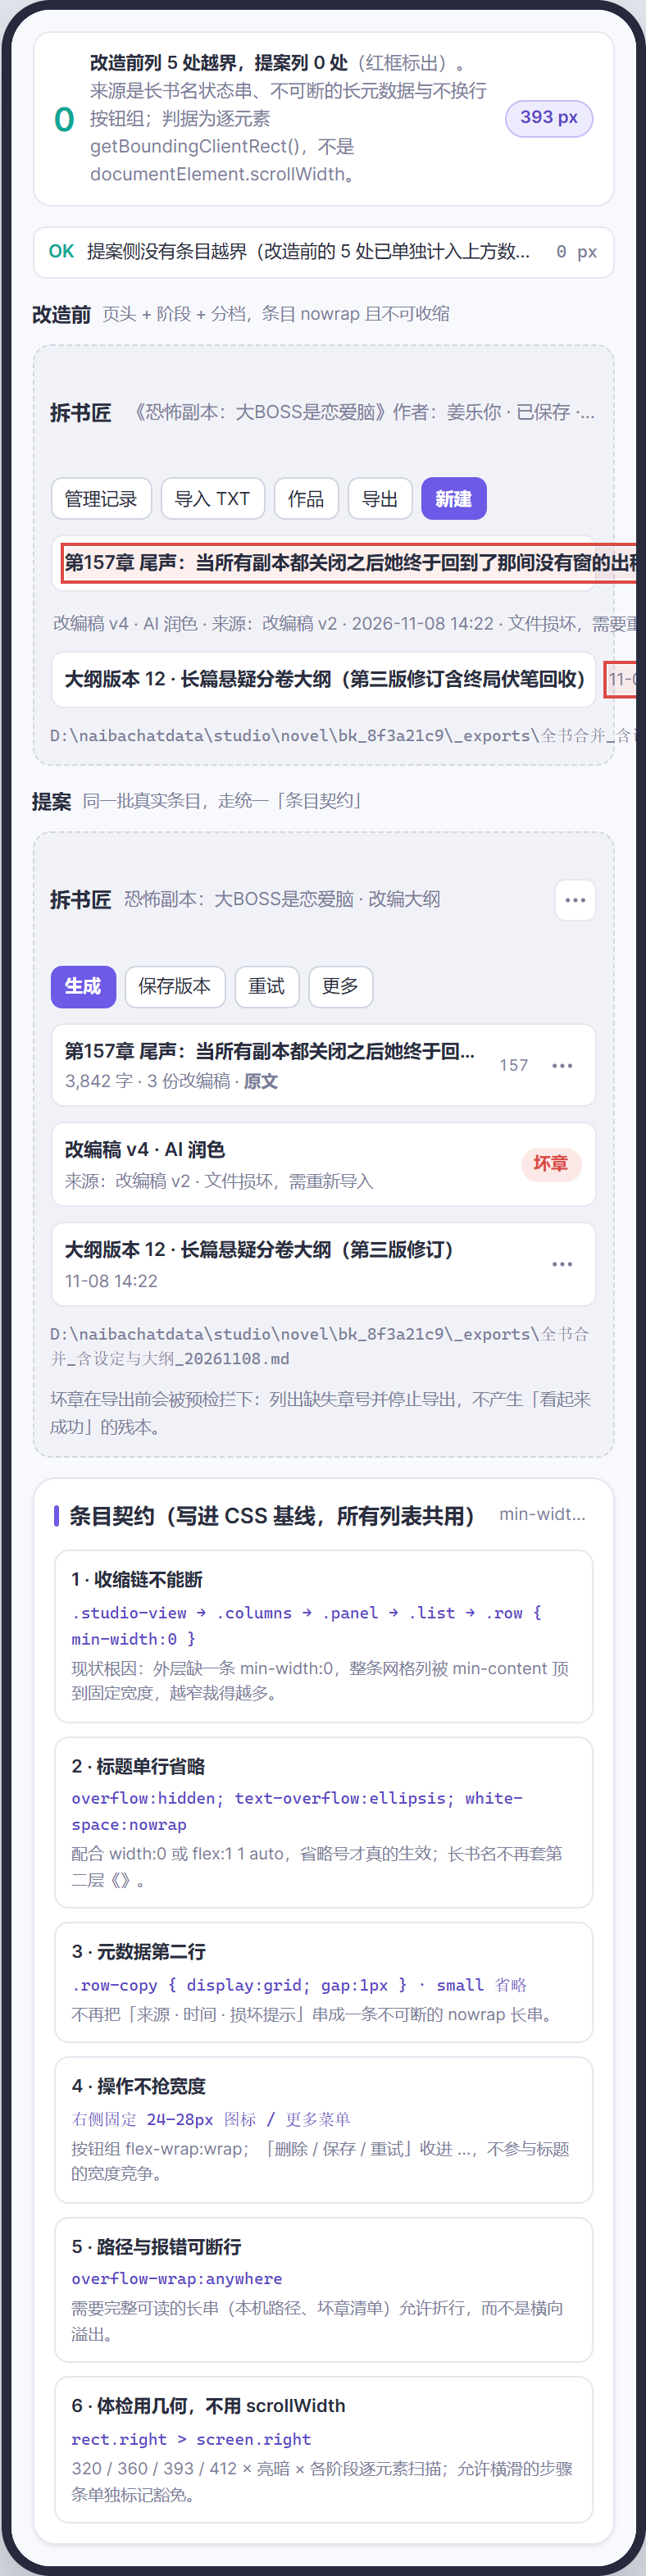 改造前列 5 处越界，提案列 0 处（红框标出）。
来源是长书名状态串、不可断的长元数据与不换行
按钮组；判据为逐元素
getBoundingClientRect()，不是
documentElement.scrollWidth。
0
393 px
OK 提案侧没有条目越界（改造前的 5 处已单独计入上方数... 0 px
改造前 页头 + 阶段 + 分档，条目 nowrap 且不可收缩
拆书匠 《恐怖副本：大BOSS是恋爱脑》作者：姜乐你 · 已保存 ·...
管理记录 导入 TXT 作品 导出 新建
第157章 尾声：当所有副本都关闭之后她终于回到了那间没有窗的出
改编稿 v4 · AI 润色 · 来源：改编稿 v2 · 2026-11-08 14:22 · 文件损坏，需要重
大纲版本 12 · 长篇悬疑分卷大纲（第三版修订含终局伏笔回收） 11-
D:\naibachatdata\studio\novel\bk_8f3a21c9\_exports\全书合并_含
提案 同一批真实条目，走统一「条目契约」
拆书匠 恐怖副本：大BOSS是恋爱脑 · 改编大纲 ...
生成 保存版本 重试 更多
第157章 尾声：当所有副本都关闭之后她终于回... 157 ...
3,842 字 · 3 份改编稿 · 原文
改编稿 v4 · AI 润色
来源：改编稿 v2 · 文件损坏，需重新导入
坏章
大纲版本 12 · 长篇悬疑分卷大纲（第三版修订） ...
11-08 14:22
D:\naibachatdata\studio\novel\bk_8f3a21c9\_exports\全书合
并_含设定与大纲_20261108.md
坏章在导出前会被预检拦下：列出缺失章号并停止导出，不产生「看起来
成功」的残本。
条目契约（写进 CSS 基线，所有列表共用） min-widt...
1 · 收缩链不能断
.studio-view → .columns → .panel → .list → .row {
min-width:0 }
现状根因：外层缺一条 min-width:0，整条网格列被 min-content 顶
到固定宽度，越窄裁得越多。
2 · 标题单行省略
overflow:hidden; text-overflow:ellipsis; white-
space:nowrap
配合 width:0 或 flex:1 1 auto，省略号才真的生效；长书名不再套第
二层《》。
3 · 元数据第二行
.row-copy { display:grid; gap:1px } · small 省略
不再把「来源 · 时间 · 损坏提示」串成一条不可断的 nowrap 长串。
4 · 操作不抢宽度
右侧固定 24-28px 图标 / 更多菜单
按钮组 flex-wrap:wrap；「删除 / 保存 / 重试」收进 ...，不参与标题
的宽度竞争。
5 · 路径与报错可断行
overflow-wrap:anywhere
需要完整可读的长串（本机路径、坏章清单）允许折行，而不是横向
溢出。
6 · 体检用几何，不用 scrollWidth
rect.right > screen.right
320 / 360 / 393 / 412 × 亮暗 × 各阶段逐元素扫描；允许横滑的步骤
条单独标记豁免。